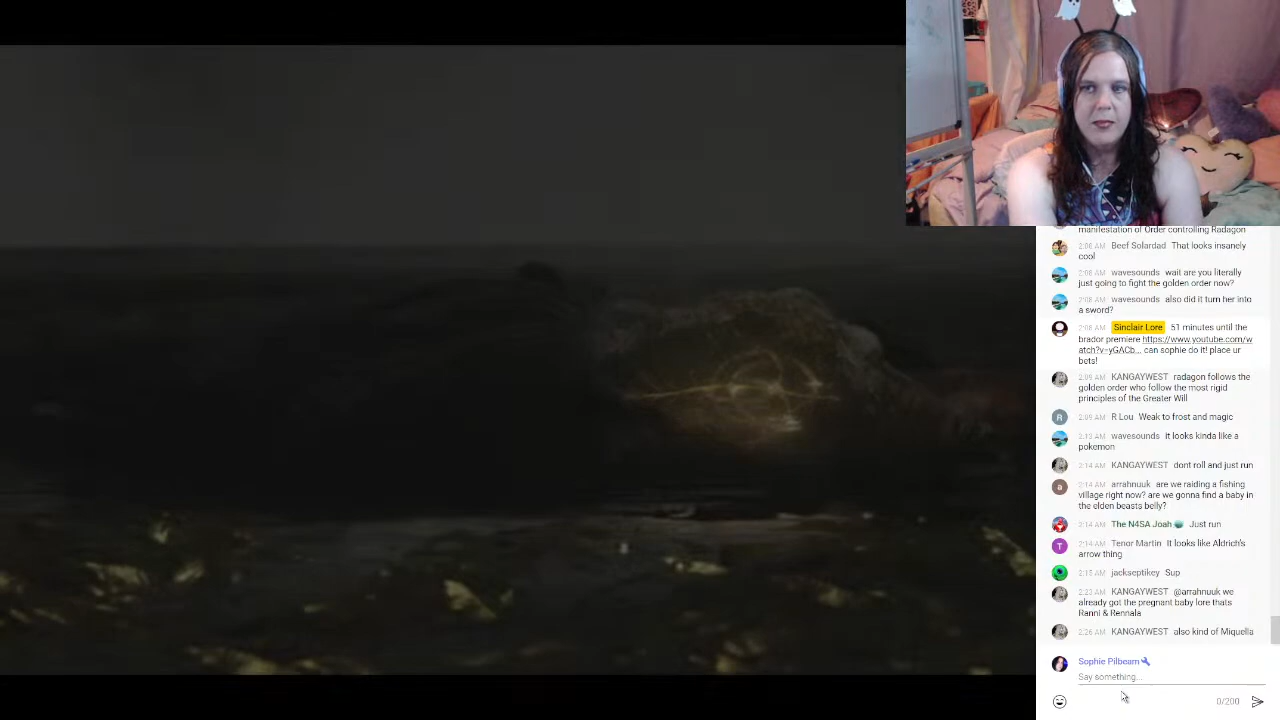 manifestation of Order controlling Radagon
2:08 AM Beef Solardad That looks insanely
cool
2:08 AM wavesounds wait are you literally
just going to fight the golden order now?
2:08 AM wavesounds also did it turn her into
a sword?
2:08 AM Sinclair Lore 51 minutes until the
brador premiere https://www.youtube.com/w
atch?v=yGACb... can sophie do it! place ur
bets!
2:09 AM KANGAYWEST radagon follows the
golden order who follow the most rigid
principles of the Greater Will
2:09 AM R Lou Weak to frost and magic
2:13 AM wavesounds it looks kinda like a
pokemon
2:14 AM KANGAYWEST dont roll and just run
2:14 AM arrahnuuk are we raiding a fishing
village right now? are we gonna find a baby in
the elden beasts belly?
2:14 AM The N4SA Joah Just run
2:14 AM Tenor Martin It looks like Aldrich's
arrow thing
2:15 AM jackseptikey Sup
2:23 AM KANGAYWEST @arrahnuuk we
already got the pregnant baby lore thats
Ranni & Rennala
2:26 AM KANGAYWEST also kind of Miquella
Sophie Pilbeam
Say something...
0/200